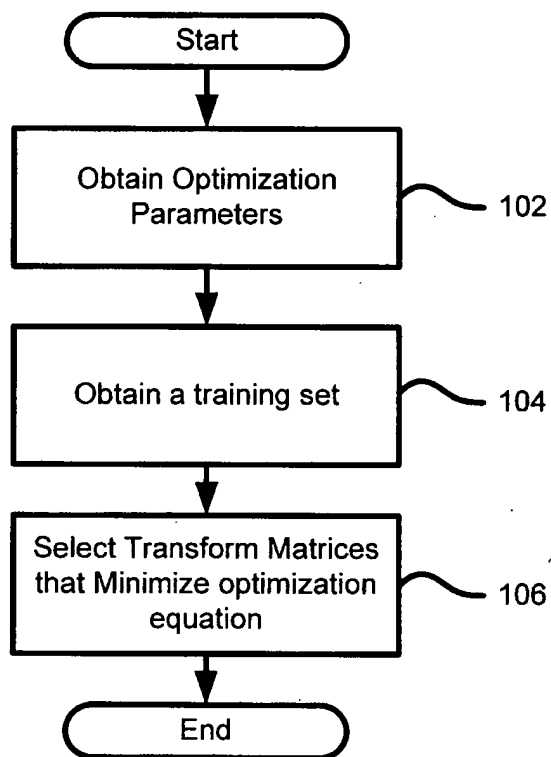 Start
Obtain Optimization
Parameters
102
Obtain a training set
104
Select Transform Matrices
that Minimize optimization
equation
106
End